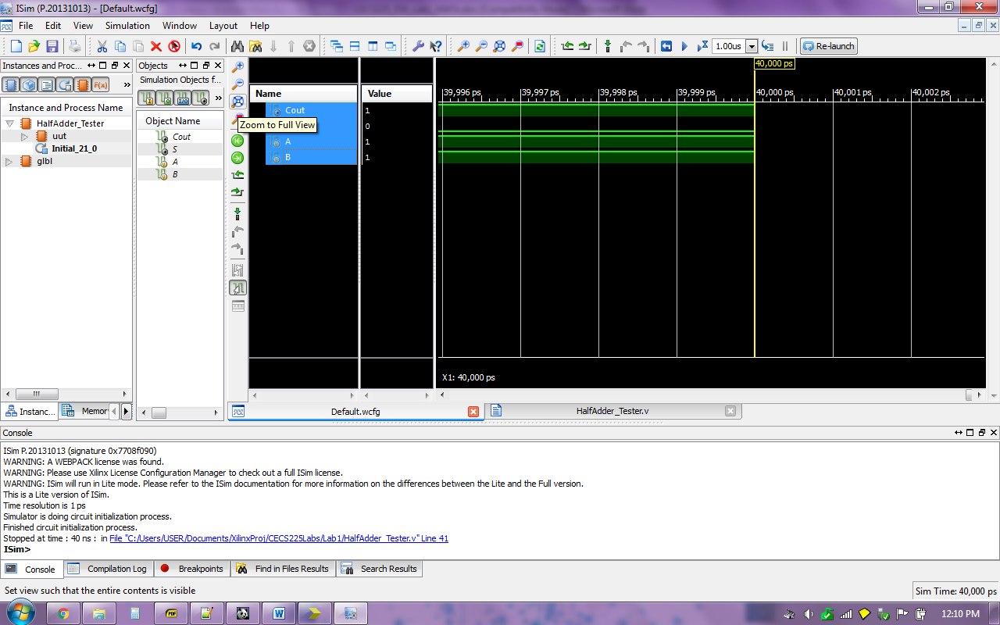 ISim (P.20131013) - [Default.wcfg]
File Edit View Simulation Window Layout Help
1.00us
Re-launch
Instances and Proc...
Objects
Simulation Objects f...
F(x)
Instance and Process Name
HalfAdder_Tester
uut
Initial_21_0
glbl
Object Name
Cout
S
A
B
Name
Value
Cout 1
0
A 1
B 1
Zoom to Full View
40,000 ps
39,996 ps 39,997 ps 39,998 ps 39,999 ps 40,000 ps 40,001 ps 40,002 ps
X1: 40,000 ps
Instanc...
Memor
Default.wcfg
HalfAdder_Tester.v
Console
ISim P.20131013 (signature 0x7708f090)
WARNING: A WEBPACK license was found.
WARNING: Please use Xilinx License Configuration Manager to check out a full ISim license.
WARNING: ISim will run in Lite mode. Please refer to the ISim documentation for more information on the differences between the Lite and the Full version.
This is a Lite version of ISim.
Time resolution is 1 ps
Simulator is doing circuit initialization process.
Finished circuit initialization process.
Stopped at time : 40 ns : in File "C:/Users/USER/Documents/XilinxProj/CECS225Labs/Lab1/HalfAdder_Tester.v" Line 41
ISim>
Console Compilation Log Breakpoints Find in Files Results Search Results
Set view such that the entire contents is visible
Sim Time: 40,000 ps
PDF
W
12:10 PM